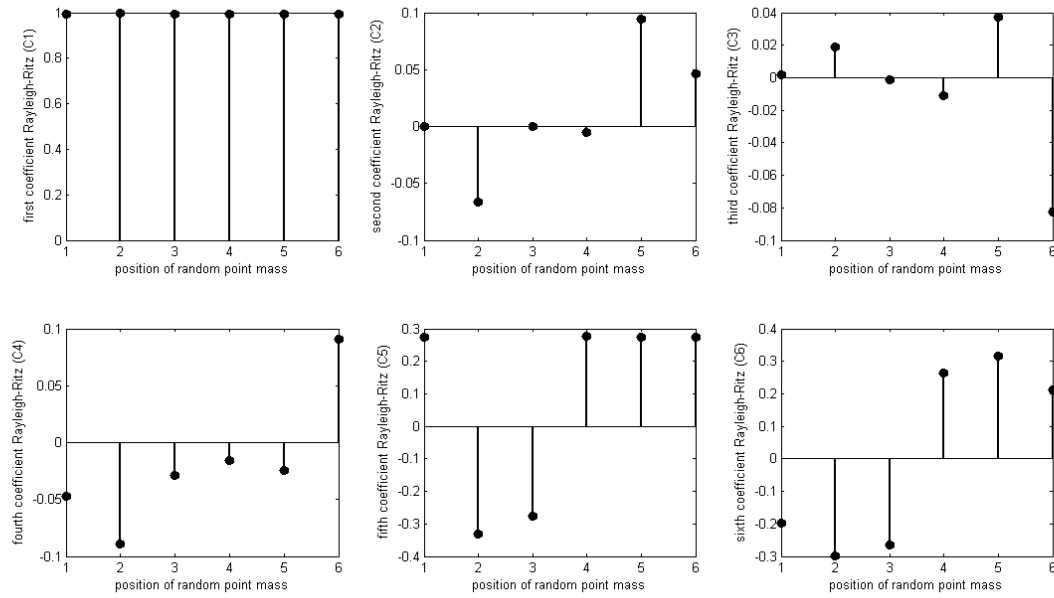 first coefficient Rayleigh-Ritz (C1)
1
0.8
0.6
0.4
0.2
0
1 2 3 4 5 6
position of random point mass
second coefficient Rayleigh-Ritz (C2)
0.1
0.05
0
-0.05
-0.1
1 2 3 4 5 6
position of random point mass
third coefficient Rayleigh-Ritz (C3)
0.04
0.02
0
-0.02
-0.04
-0.06
-0.08
-0.1
1 2 3 4 5 6
position of random point mass
fourth coefficient Rayleigh-Ritz (C4)
0.1
0.05
0
-0.05
-0.1
1 2 3 4 5 6
position of random point mass
fifth coefficient Rayleigh-Ritz (C5)
0.3
0.2
0.1
0
-0.1
-0.2
-0.3
-0.4
1 2 3 4 5 6
position of random point mass
sixth coefficient Rayleigh-Ritz (C6)
0.4
0.3
0.2
0.1
0
-0.1
-0.2
-0.3
1 2 3 4 5 6
position of random point mass